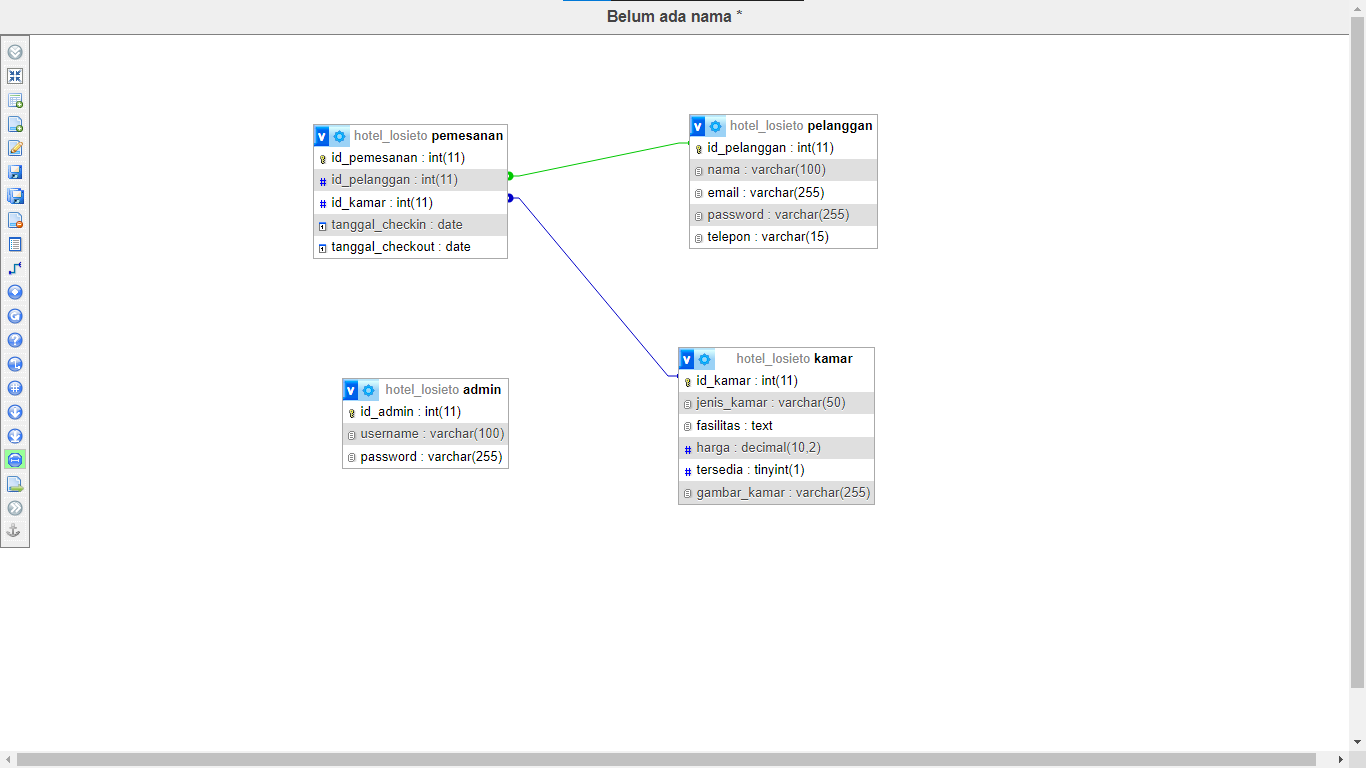 Belum ada nama *
v hotel_losieto pemesanan
id_pemesanan : int(11)
# id_pelanggan : int(11)
# id_kamar : int(11)
tanggal_checkin : date
tanggal_checkout : date
v hotel_losieto pelanggan
id_pelanggan : int(11)
nama : varchar(100)
email : varchar(255)
password : varchar(255)
telepon : varchar(15)
v hotel_losieto admin
id_admin : int(11)
username : varchar(100)
password : varchar(255)
v hotel_losieto kamar
id_kamar : int(11)
jenis_kamar : varchar(50)
fasilitas : text
# harga : decimal(10,2)
# tersedia : tinyint(1)
gambar_kamar : varchar(255)